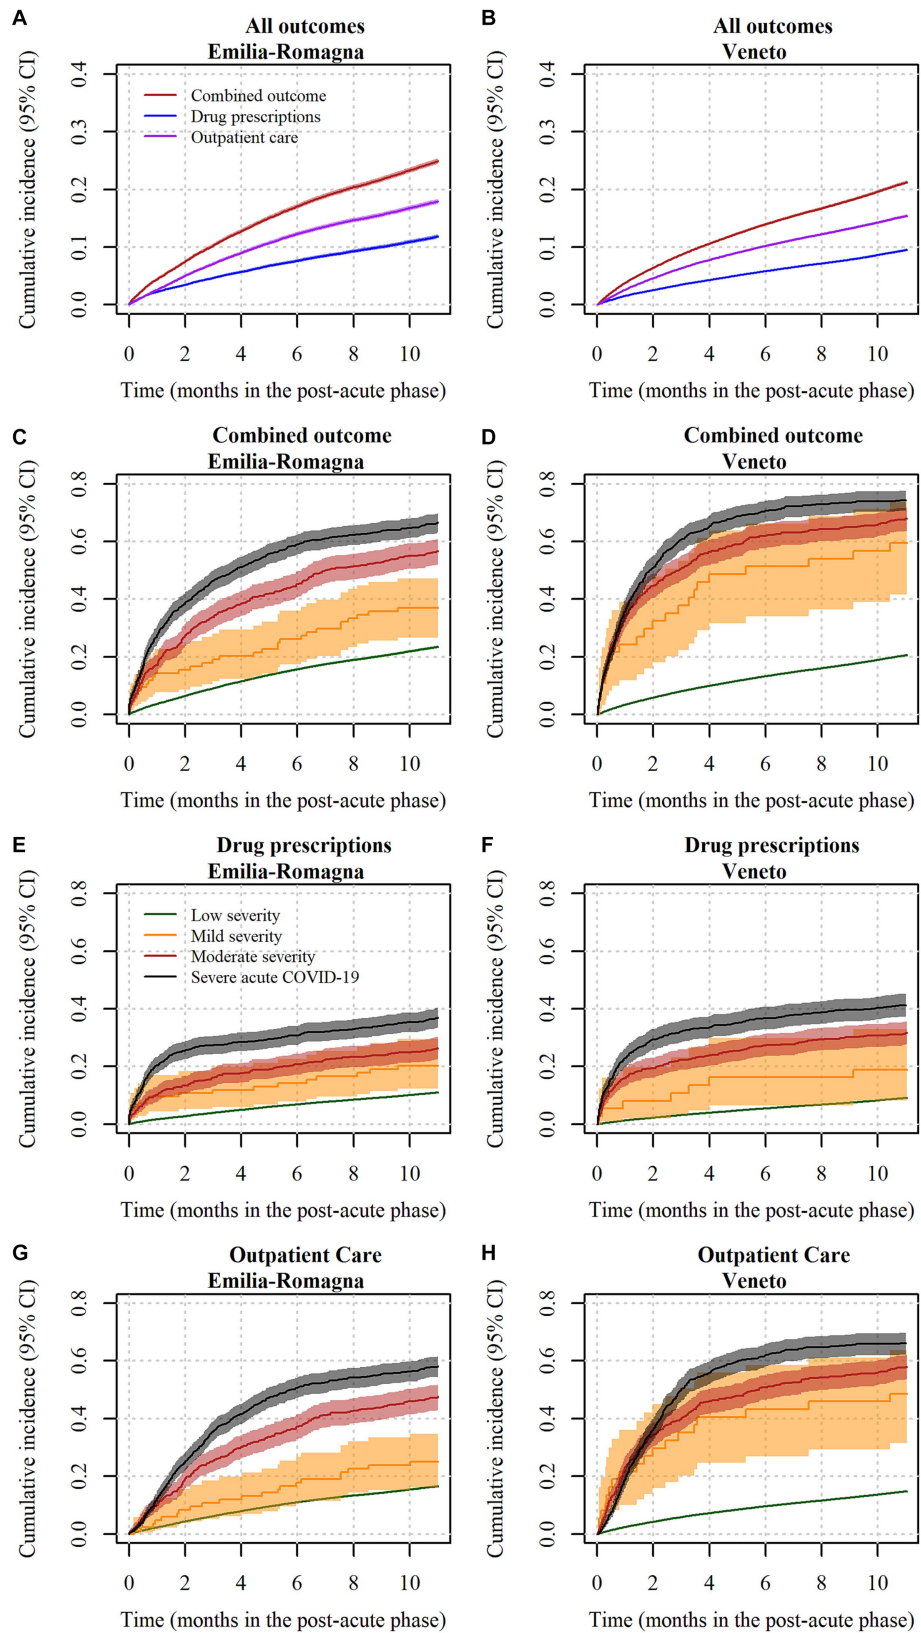 A
All outcomes
Emilia-Romagna
Cumulative incidence (95% CI)
0.4
0.3
0.2
0.1
0.0
Combined outcome
Drug prescriptions
Outpatient care
0 2 4 6 8 10
Time (months in the post-acute phase)
B
All outcomes
Veneto
Cumulative incidence (95% CI)
0.4
0.3
0.2
0.1
0.0
0 2 4 6 8 10
Time (months in the post-acute phase)
C
Combined outcome
Emilia-Romagna
Cumulative incidence (95% CI)
0.8
0.6
0.4
0.2
0.0
0 2 4 6 8 10
Time (months in the post-acute phase)
D
Combined outcome
Veneto
Cumulative incidence (95% CI)
0.8
0.6
0.4
0.2
0.0
0 2 4 6 8 10
Time (months in the post-acute phase)
E
Drug prescriptions
Emilia-Romagna
Cumulative incidence (95% CI)
0.8
0.6
0.4
0.2
0.0
Low severity
Mild severity
Moderate severity
Severe acute COVID-19
0 2 4 6 8 10
Time (months in the post-acute phase)
F
Drug prescriptions
Veneto
Cumulative incidence (95% CI)
0.8
0.6
0.4
0.2
0.0
0 2 4 6 8 10
Time (months in the post-acute phase)
G
Outpatient Care
Emilia-Romagna
Cumulative incidence (95% CI)
0.8
0.6
0.4
0.2
0.0
0 2 4 6 8 10
Time (months in the post-acute phase)
H
Outpatient Care
Veneto
Cumulative incidence (95% CI)
0.8
0.6
0.4
0.2
0.0
0 2 4 6 8 10
Time (months in the post-acute phase)